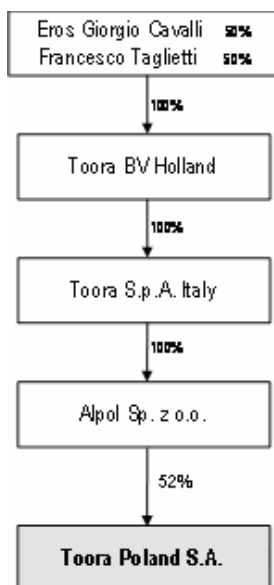 Eros Giorgio Cavalli 50%
Francesco Taglietti 50%
100%
Toora BV Holland
100%
Toora S.p.A. Italy
100%
Alpol Sp. z o.o.
52%
Toora Poland S.A.